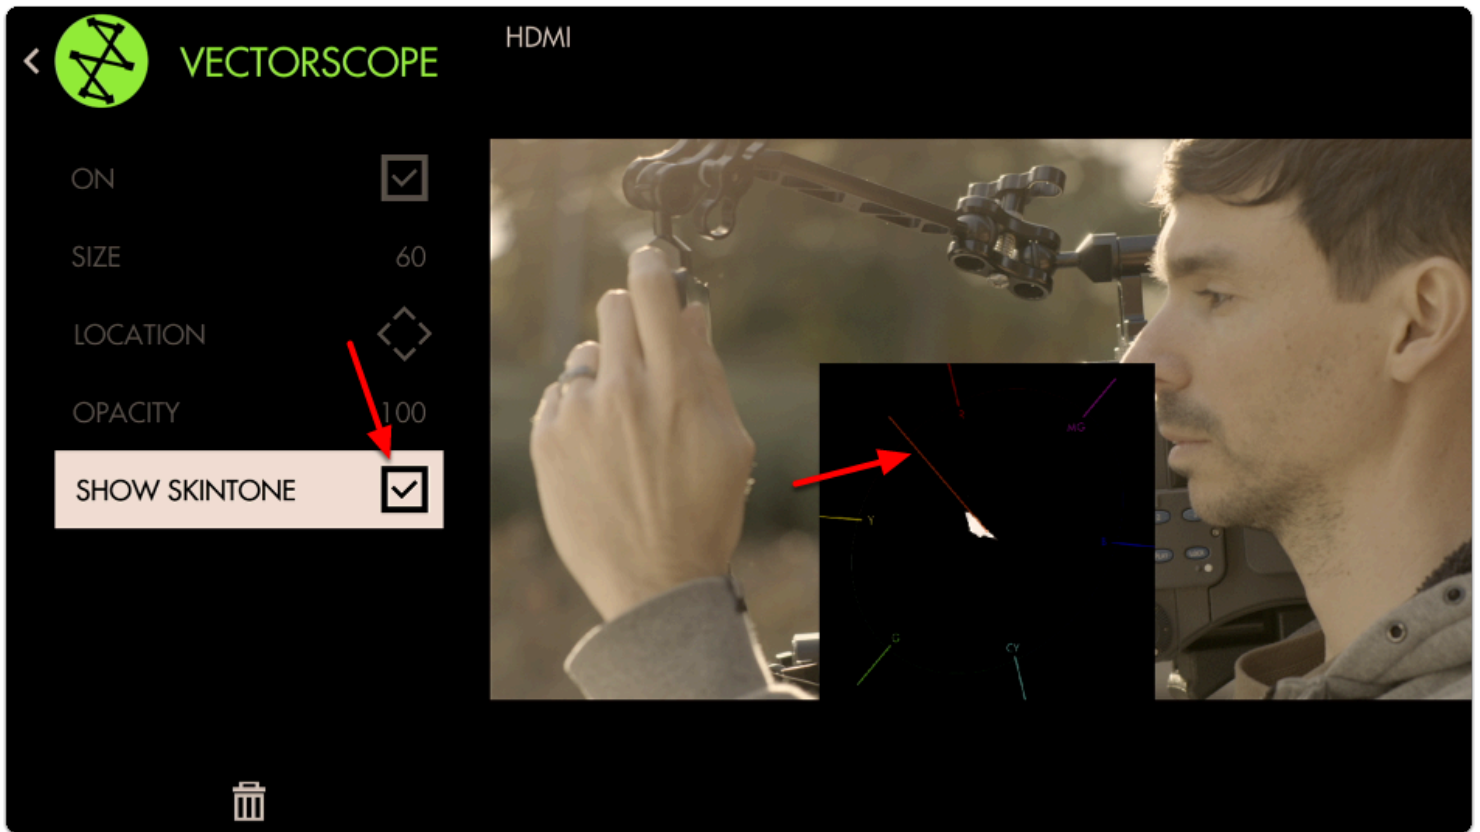 VECTORSCOPE
HDMI
ON
SIZE 60
LOCATION
OPACITY 100
SHOW SKINTONE
R
MG
Y
G
CY